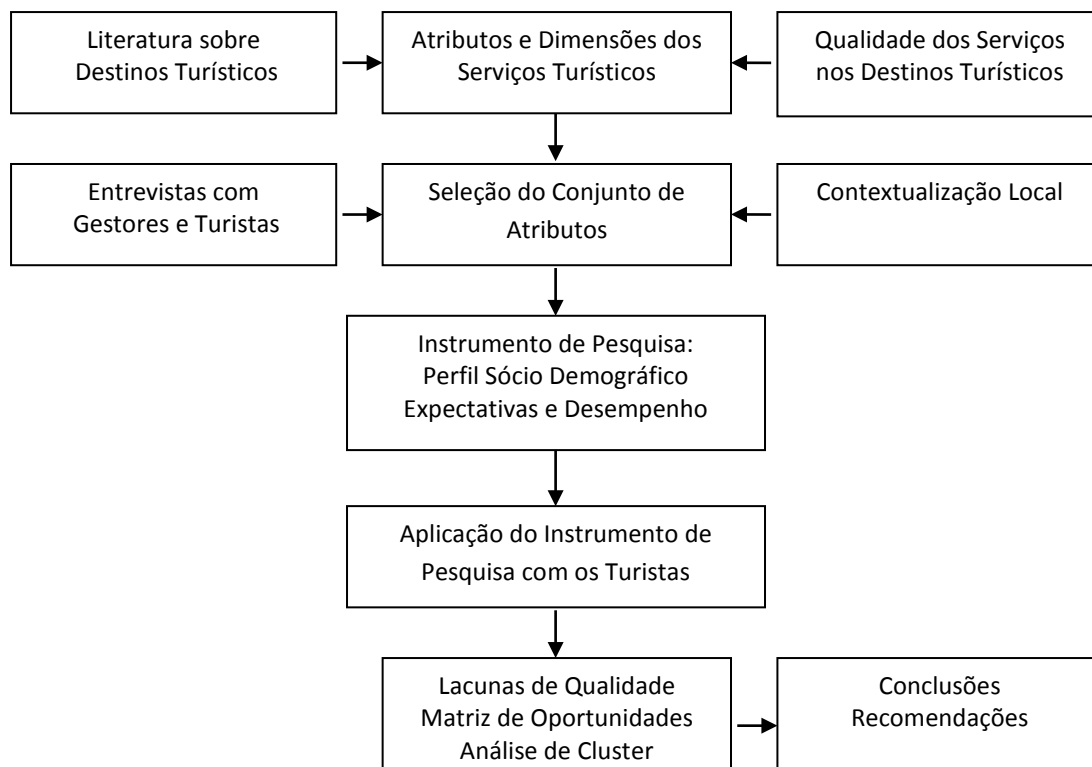 Literatura sobre
Destinos Turísticos
Atributos e Dimensões dos
Serviços Turísticos
Qualidade dos Serviços
nos Destinos Turísticos
Entrevistas com
Gestores e Turistas
Seleção do Conjunto de
Atributos
Contextualização Local
Instrumento de Pesquisa:
Perfil Sócio Demográfico
Expectativas e Desempenho
Aplicação do Instrumento de
Pesquisa com os Turistas
Lacunas de Qualidade
Matriz de Oportunidades
Análise de Cluster
Conclusões
Recomendações